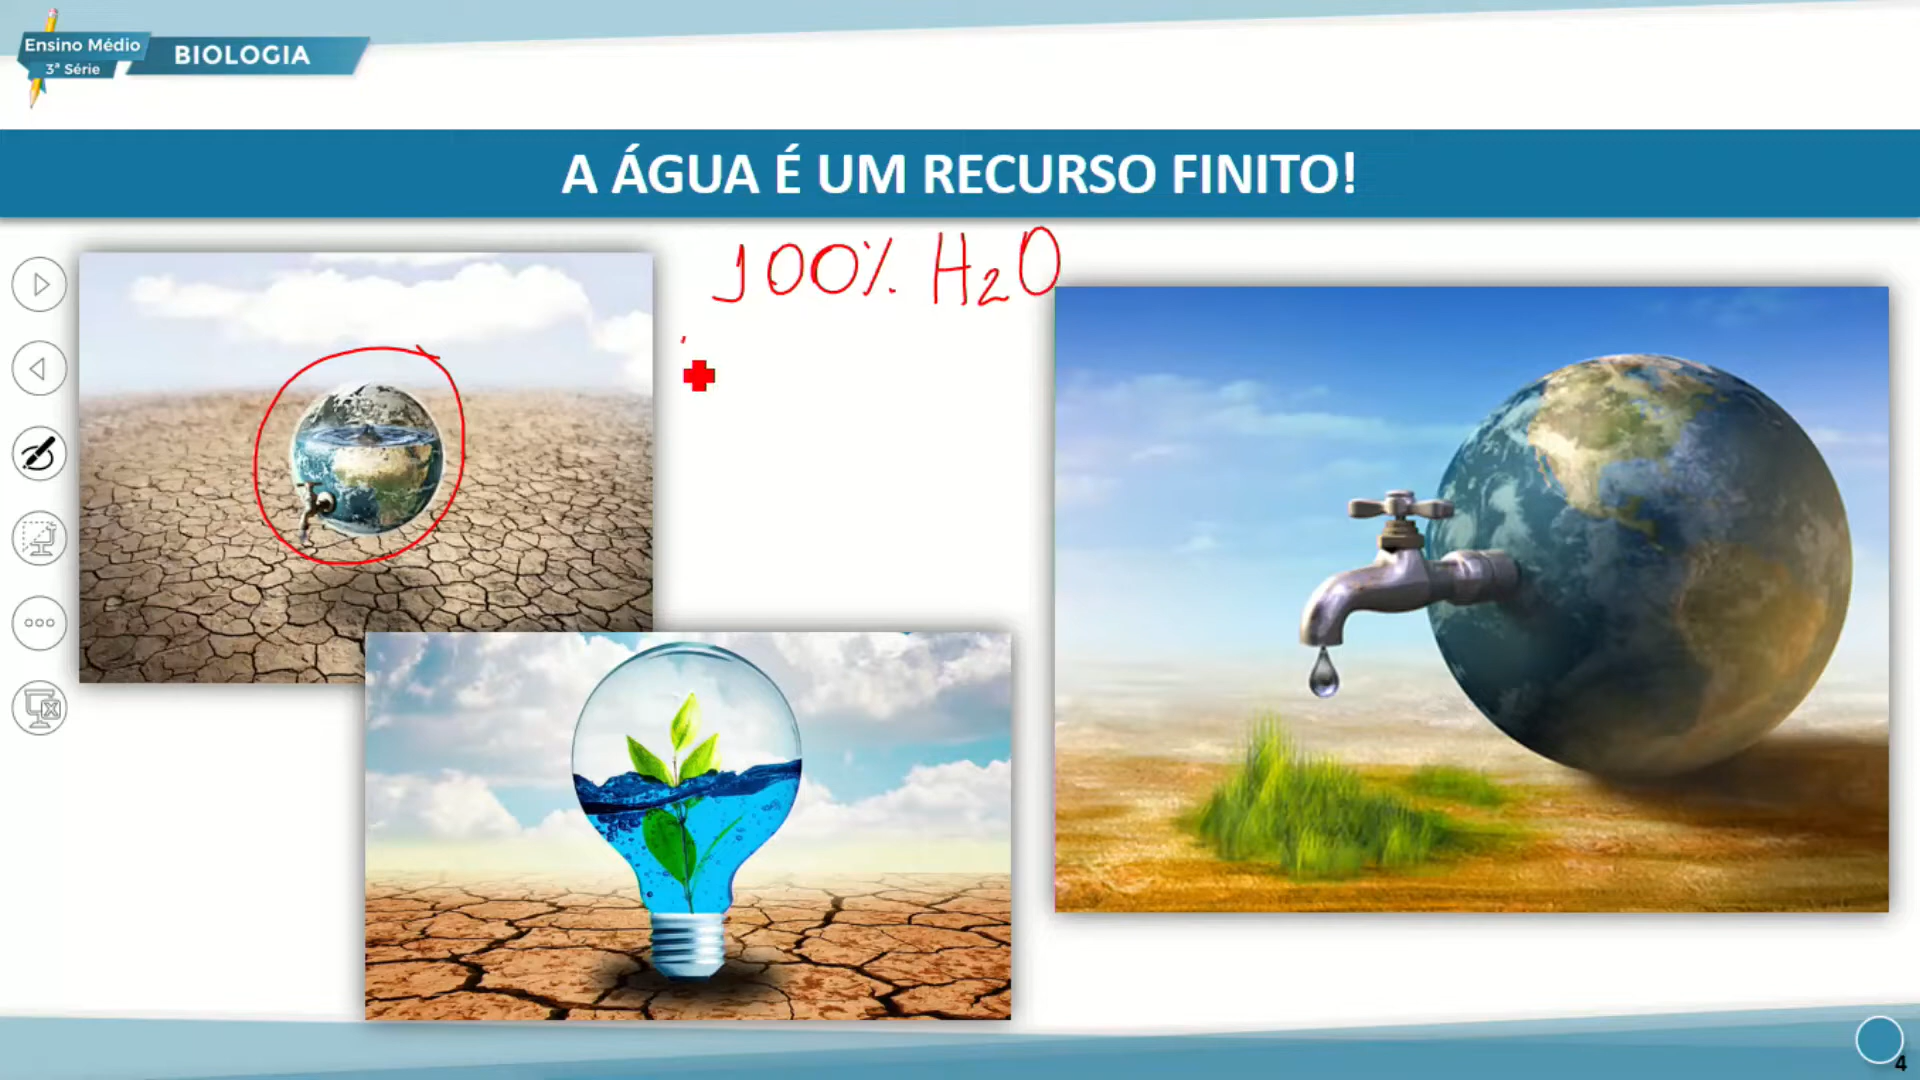 Ensino Médio
3ª Série
BIOLOGIA
A ÁGUA É UM RECURSO FINITO!
100% H2O
4